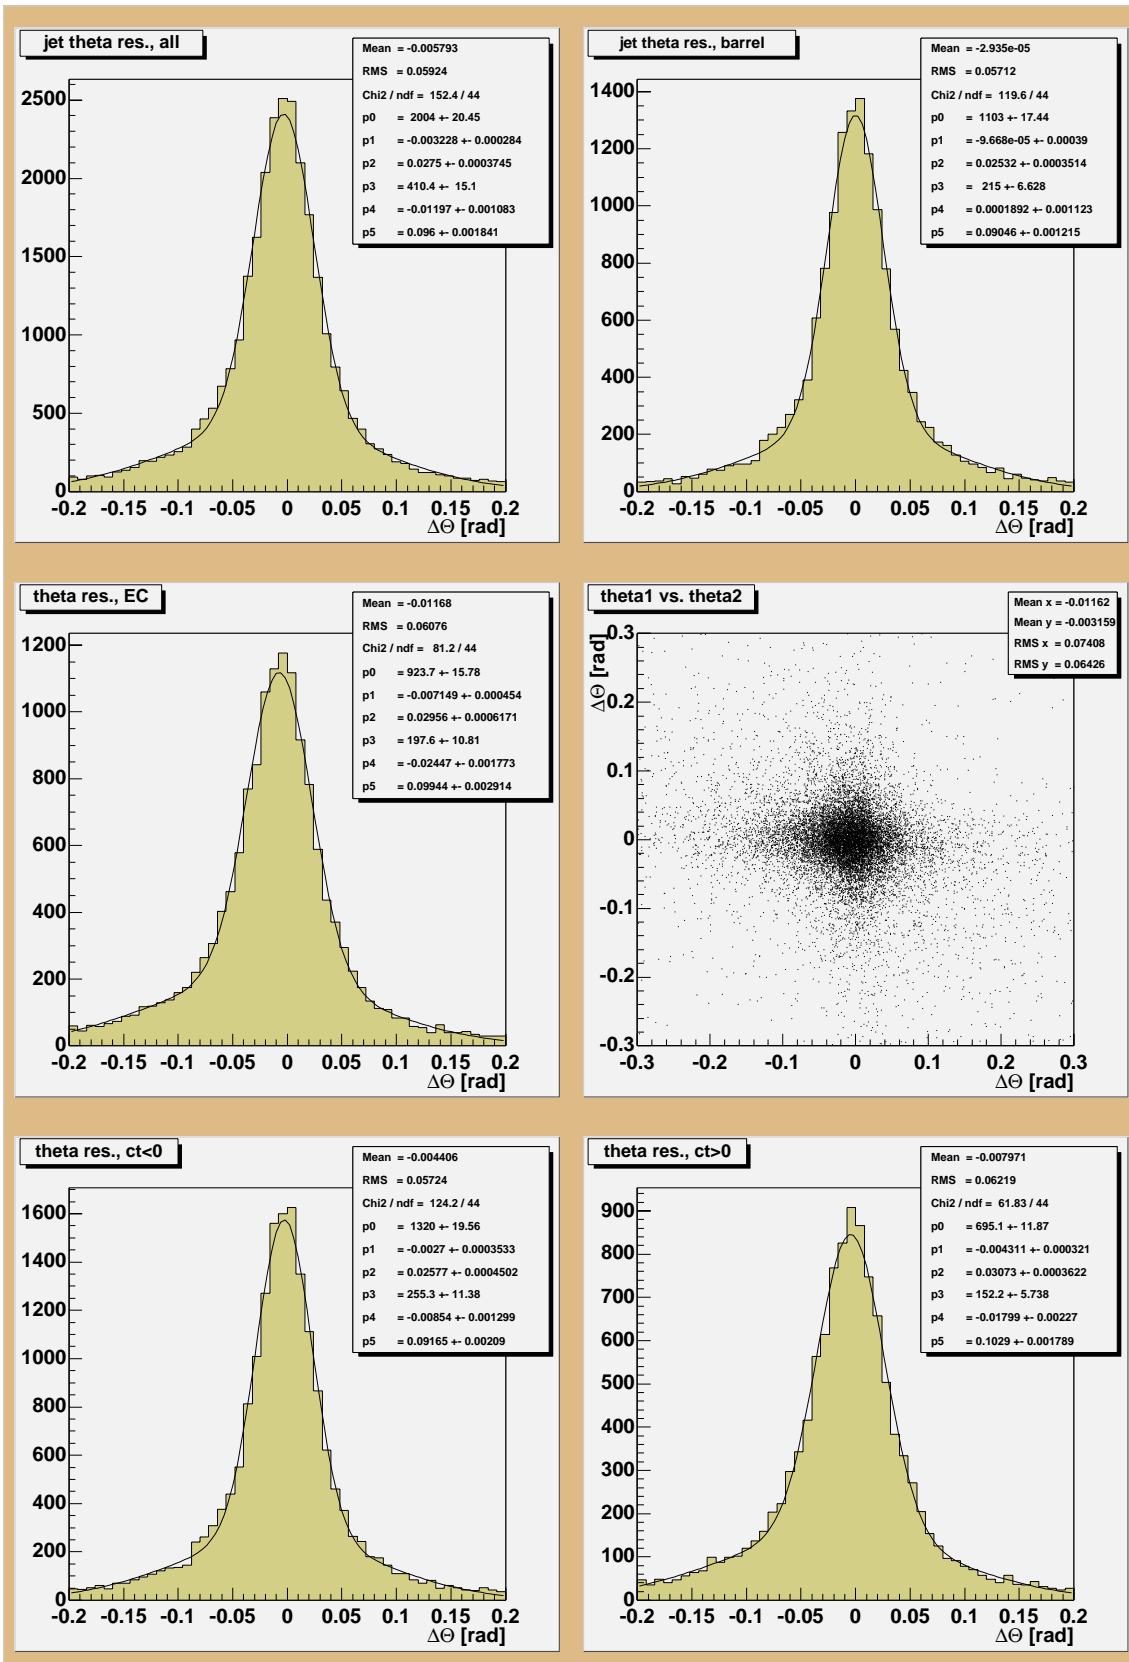 jet theta res., all
Mean = -0.005793
RMS = 0.05924
Chi2 / ndf = 152.4 / 44
p0 = 2004 +- 20.45
p1 = -0.003228 +- 0.000284
p2 = 0.0275 +- 0.0003745
p3 = 410.4 +- 15.1
p4 = -0.01197 +- 0.001083
p5 = 0.096 +- 0.001841
2500
2000
1500
1000
500
0
-0.2 -0.15 -0.1 -0.05 0 0.05 0.1 0.15 0.2
ΔΘ [rad]
jet theta res., barrel
Mean = -2.935e-05
RMS = 0.05712
Chi2 / ndf = 119.6 / 44
p0 = 1103 +- 17.44
p1 = -9.668e-05 +- 0.00039
p2 = 0.02532 +- 0.0003514
p3 = 215 +- 6.628
p4 = 0.0001892 +- 0.001123
p5 = 0.09046 +- 0.001215
1400
1200
1000
800
600
400
200
0
-0.2 -0.15 -0.1 -0.05 0 0.05 0.1 0.15 0.2
ΔΘ [rad]
theta res., EC
Mean = -0.01168
RMS = 0.06076
Chi2 / ndf = 81.2 / 44
p0 = 923.7 +- 15.78
p1 = -0.007149 +- 0.000454
p2 = 0.02956 +- 0.0006171
p3 = 197.6 +- 10.81
p4 = -0.02447 +- 0.001773
p5 = 0.09944 +- 0.002914
1200
1000
800
600
400
200
0
-0.2 -0.15 -0.1 -0.05 0 0.05 0.1 0.15 0.2
ΔΘ [rad]
theta1 vs. theta2
Mean x = -0.01162
Mean y = -0.003159
RMS x = 0.07408
RMS y = 0.06426
ΔΘ [rad]
0.3
0.2
0.1
0
-0.1
-0.2
-0.3
-0.3 -0.2 -0.1 0 0.1 0.2 0.3
ΔΘ [rad]
theta res., ct<0
Mean = -0.004406
RMS = 0.05724
Chi2 / ndf = 124.2 / 44
p0 = 1320 +- 19.56
p1 = -0.0027 +- 0.0003533
p2 = 0.02577 +- 0.0004502
p3 = 255.3 +- 11.38
p4 = -0.00854 +- 0.001299
p5 = 0.09165 +- 0.00209
1600
1400
1200
1000
800
600
400
200
0
-0.2 -0.15 -0.1 -0.05 0 0.05 0.1 0.15 0.2
ΔΘ [rad]
theta res., ct>0
Mean = -0.007971
RMS = 0.06219
Chi2 / ndf = 61.83 / 44
p0 = 695.1 +- 11.87
p1 = -0.004311 +- 0.000321
p2 = 0.03073 +- 0.0003622
p3 = 152.2 +- 5.738
p4 = -0.01799 +- 0.00227
p5 = 0.1029 +- 0.001789
900
800
700
600
500
400
300
200
100
0
-0.2 -0.15 -0.1 -0.05 0 0.05 0.1 0.15 0.2
ΔΘ [rad]